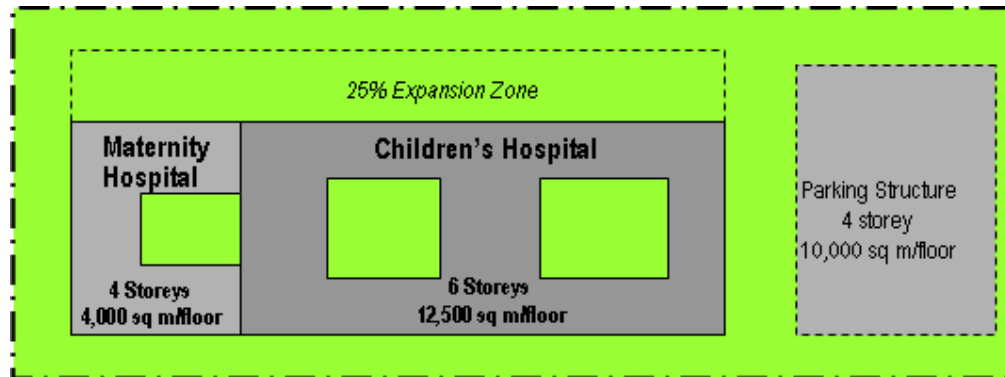 25% Expansion Zone
Maternity
Hospital
4 Storeys
4,000 sq m/floor
Children's Hospital
6 Storeys
12,500 sq m/floor
Parking Structure
4 storey
10,000 sq m/floor